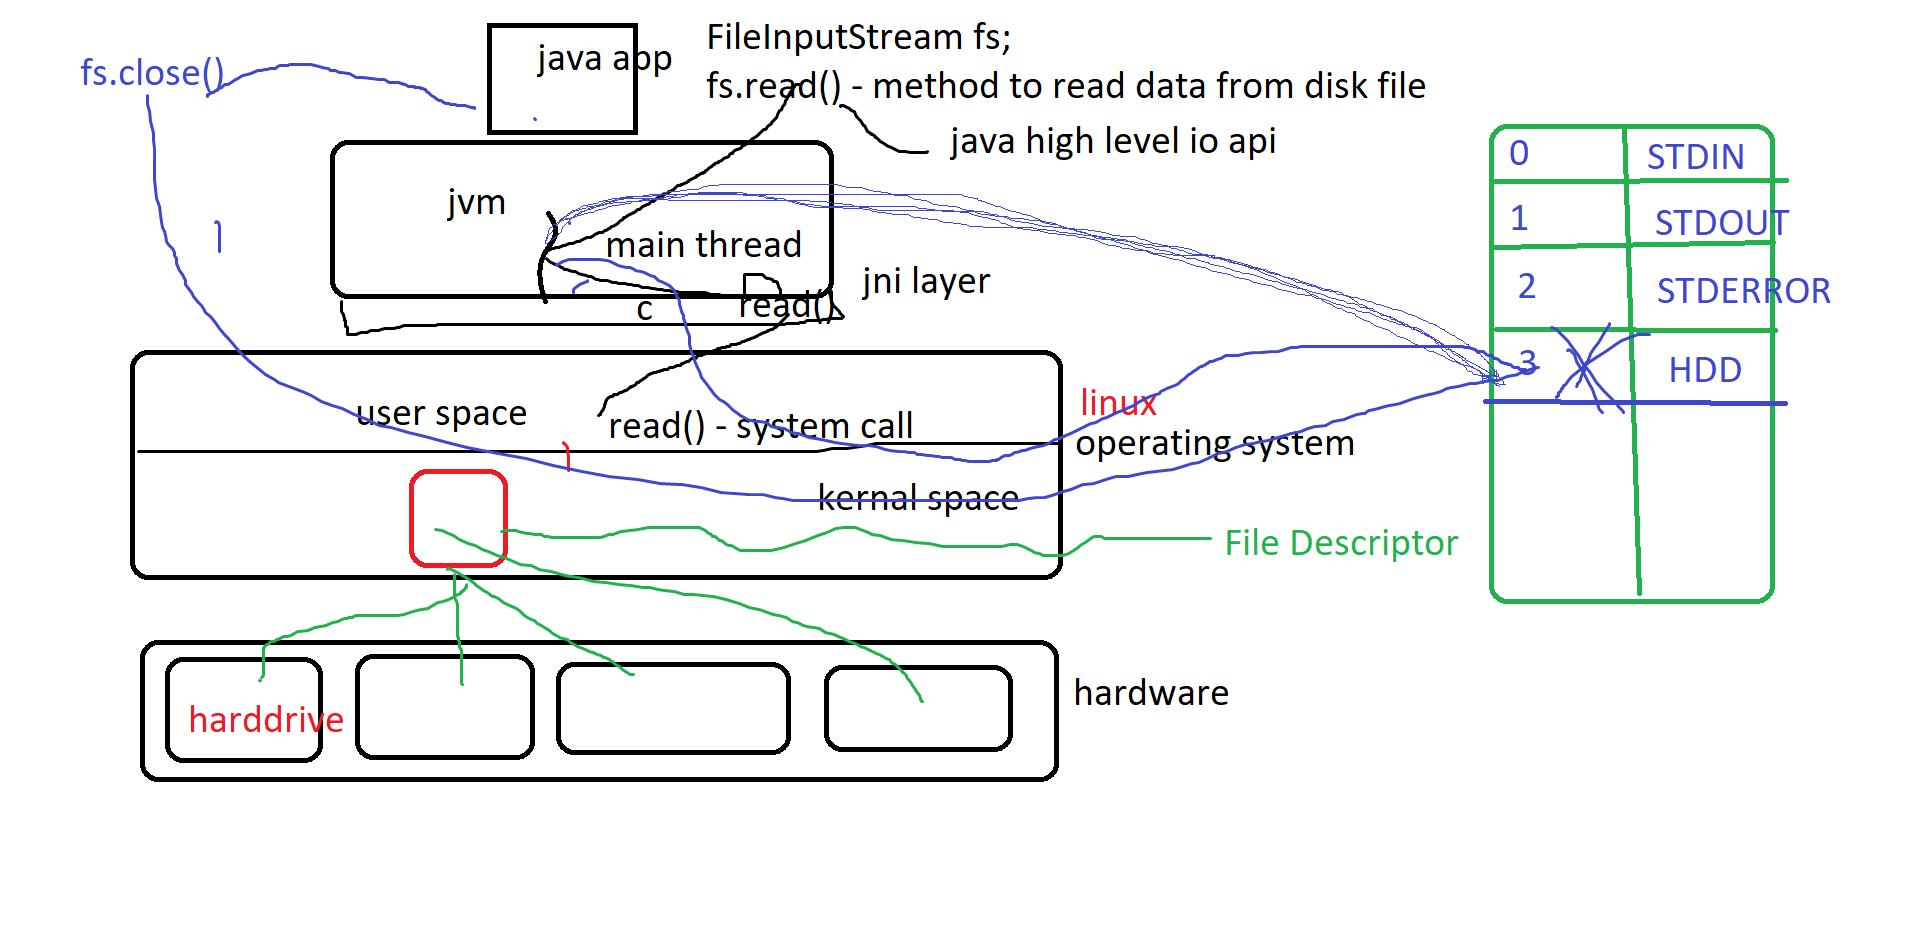 FileInputStream fs;
java app
fs.close()
fs.read() - method to read data from disk file
java high level io api
0 STDIN
jvm
1 STDOUT
main thread
jni layer
2 STDERROR
c read()
3 HDD
user space
linux
read() - system call
operating system
kernal space
File Descriptor
hardware
harddrive